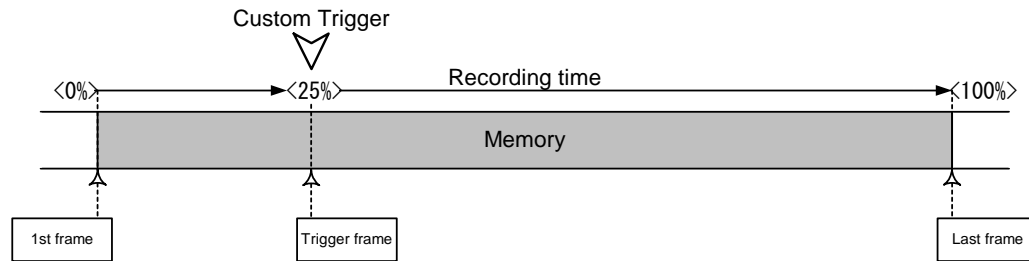 Custom Trigger
<0%> <25%> Recording time <100%>
Memory
1st frame Trigger frame Last frame